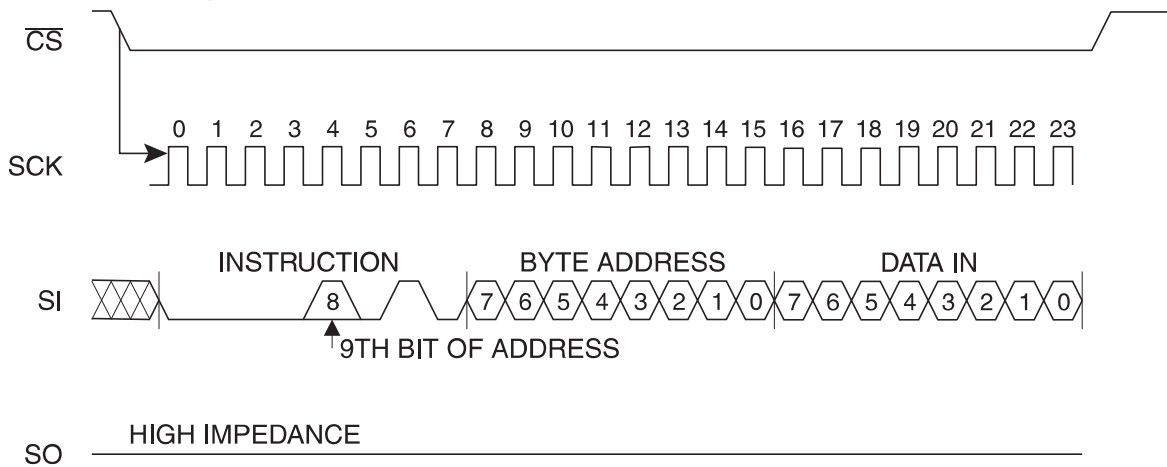 CS
0 1 2 3 4 5 6 7 8 9 10 11 12 13 14 15 16 17 18 19 20 21 22 23
SCK
INSTRUCTION BYTE ADDRESS DATA IN
SI 8 7 6 5 4 3 2 1 0 7 6 5 4 3 2 1 0
9TH BIT OF ADDRESS
HIGH IMPEDANCE
SO